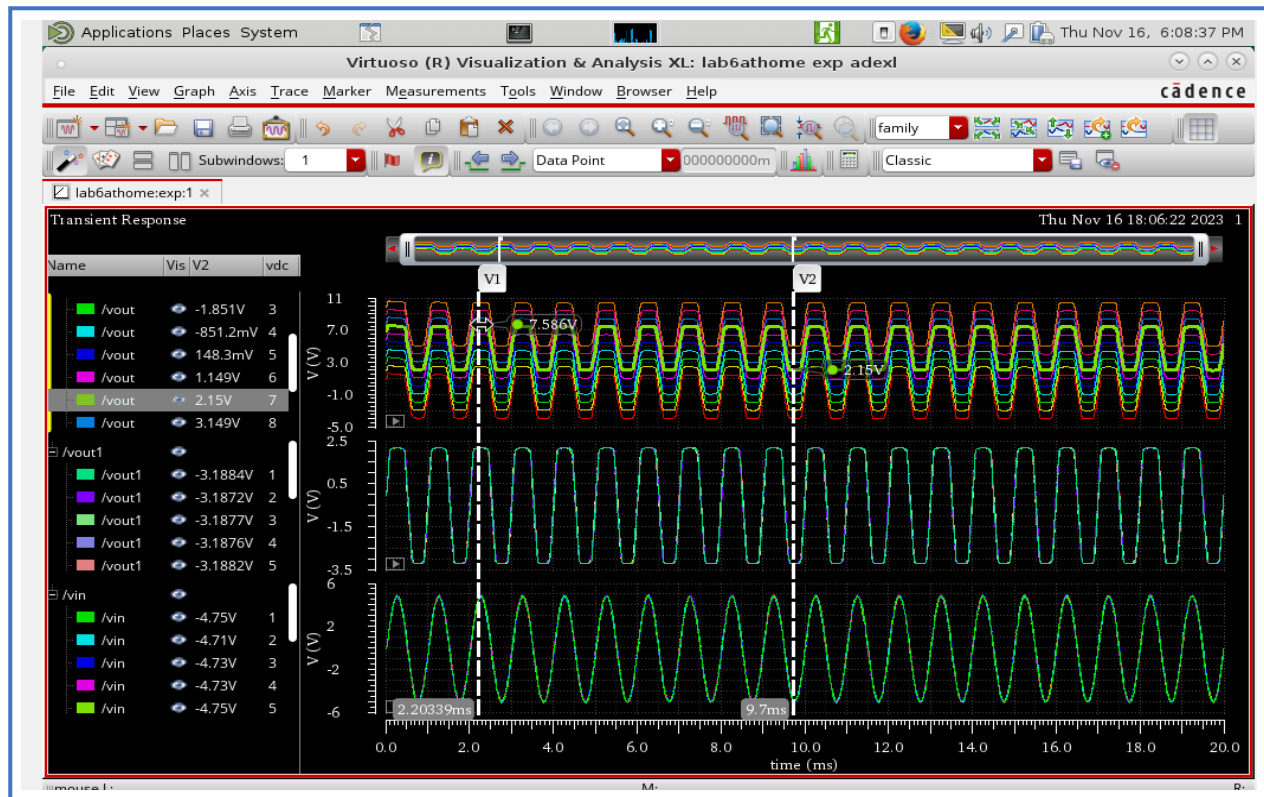 Applications Places System Thu Nov 16, 6:08:37 PM
Virtuoso (R) Visualization & Analysis XL: lab6athome exp adexl
File Edit View Graph Axis Trace Marker Measurements Tools Window Browser Help cādence
family
Subwindows: 1 Data Point 000000000m Classic
lab6athome:exp:1
Transient Response Thu Nov 16 18:06:22 2023 1
Name Vis V2 vdc
V1 V2
/vout -1.851V 3
/vout -851.2mV 4
/vout 148.3mV 5
/vout 1.149V 6
/vout 2.15V 7
/vout 3.149V 8
11
7.0
3.0
-1.0
-5.0
V (V)
7.586V
2.15V
/vout1
/vout1 -3.1884V 1
/vout1 -3.1872V 2
/vout1 -3.1877V 3
/vout1 -3.1876V 4
/vout1 -3.1882V 5
2.5
0.5
-1.5
-3.5
V (V)
/vin
/vin -4.75V 1
/vin -4.71V 2
/vin -4.73V 3
/vin -4.73V 4
/vin -4.75V 5
6
2
-2
-6
V (V)
2.20339ms 9.7ms
0.0 2.0 4.0 6.0 8.0 10.0 12.0 14.0 16.0 18.0 20.0
time (ms)
M: R: